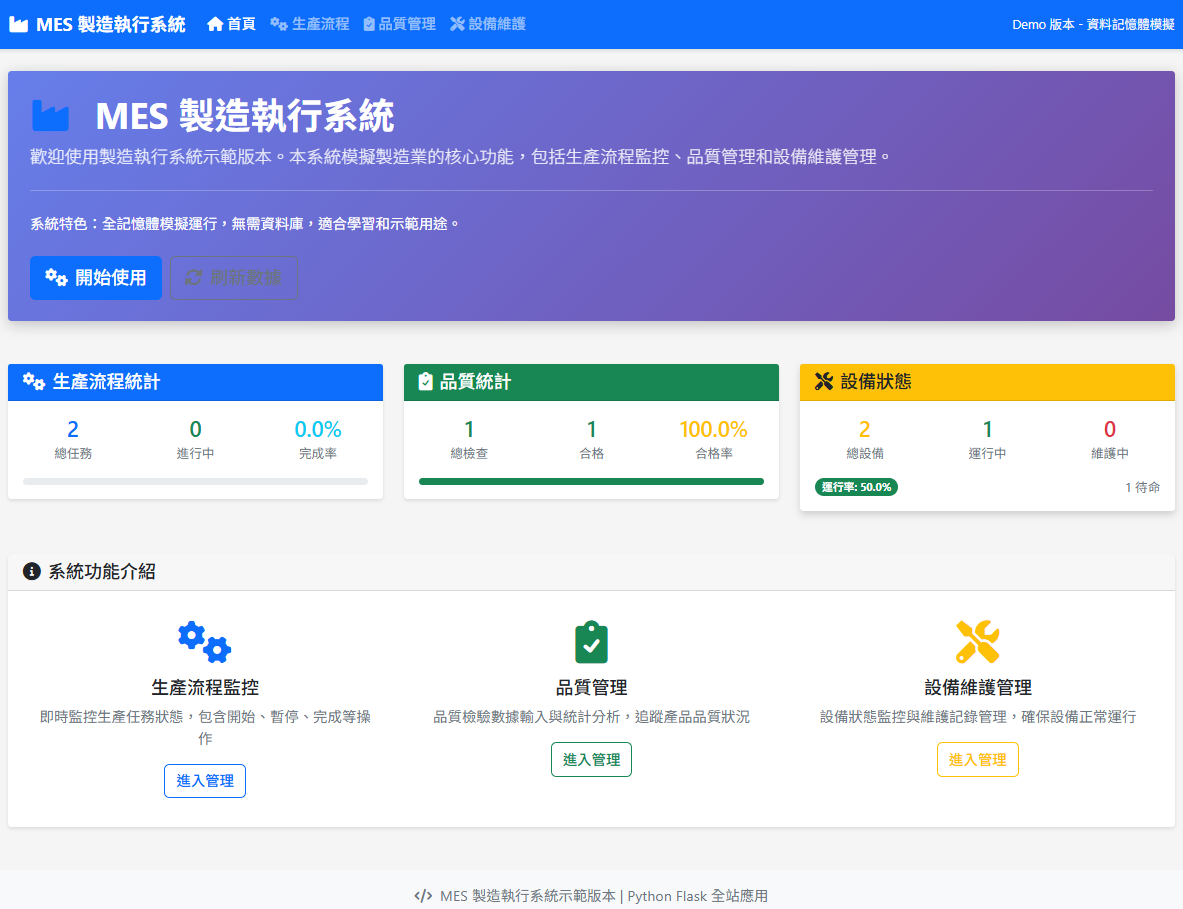 MES 製造執行系統 首頁 生產流程 品質管理 設備維護 Demo 版本 - 資料記憶體模擬
MES 製造執行系統
歡迎使用製造執行系統示範版本。本系統模擬製造業的核心功能，包括生產流程監控、品質管理和設備維護管理。
系統特色：全記憶體模擬運行，無需資料庫，適合學習和示範用途。
開始使用 刷新數據
生產流程統計
2 0 0.0%
總任務 進行中 完成率
品質統計
1 1 100.0%
總檢查 合格 合格率
設備狀態
2 1 0
總設備 運行中 維護中
運行率: 50.0% 1 待命
系統功能介紹
生產流程監控
即時監控生產任務狀態，包含開始、暫停、完成等操
作
進入管理
品質管理
品質檢驗數據輸入與統計分析，追蹤產品品質狀況
進入管理
設備維護管理
設備狀態監控與維護記錄管理，確保設備正常運行
進入管理
MES 製造執行系統示範版本 | Python Flask 全站應用